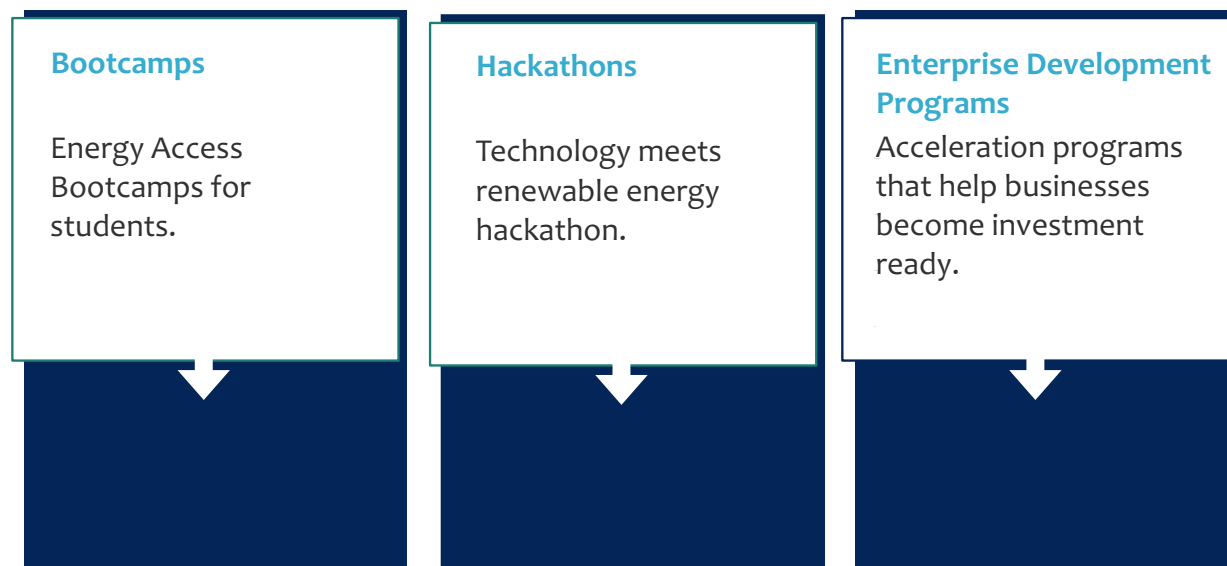 Bootcamps
Energy Access
Bootcamps for
students.
Hackathons
Technology meets
renewable energy
hackathon.
Enterprise Development
Programs
Acceleration programs
that help businesses
become investment
ready.